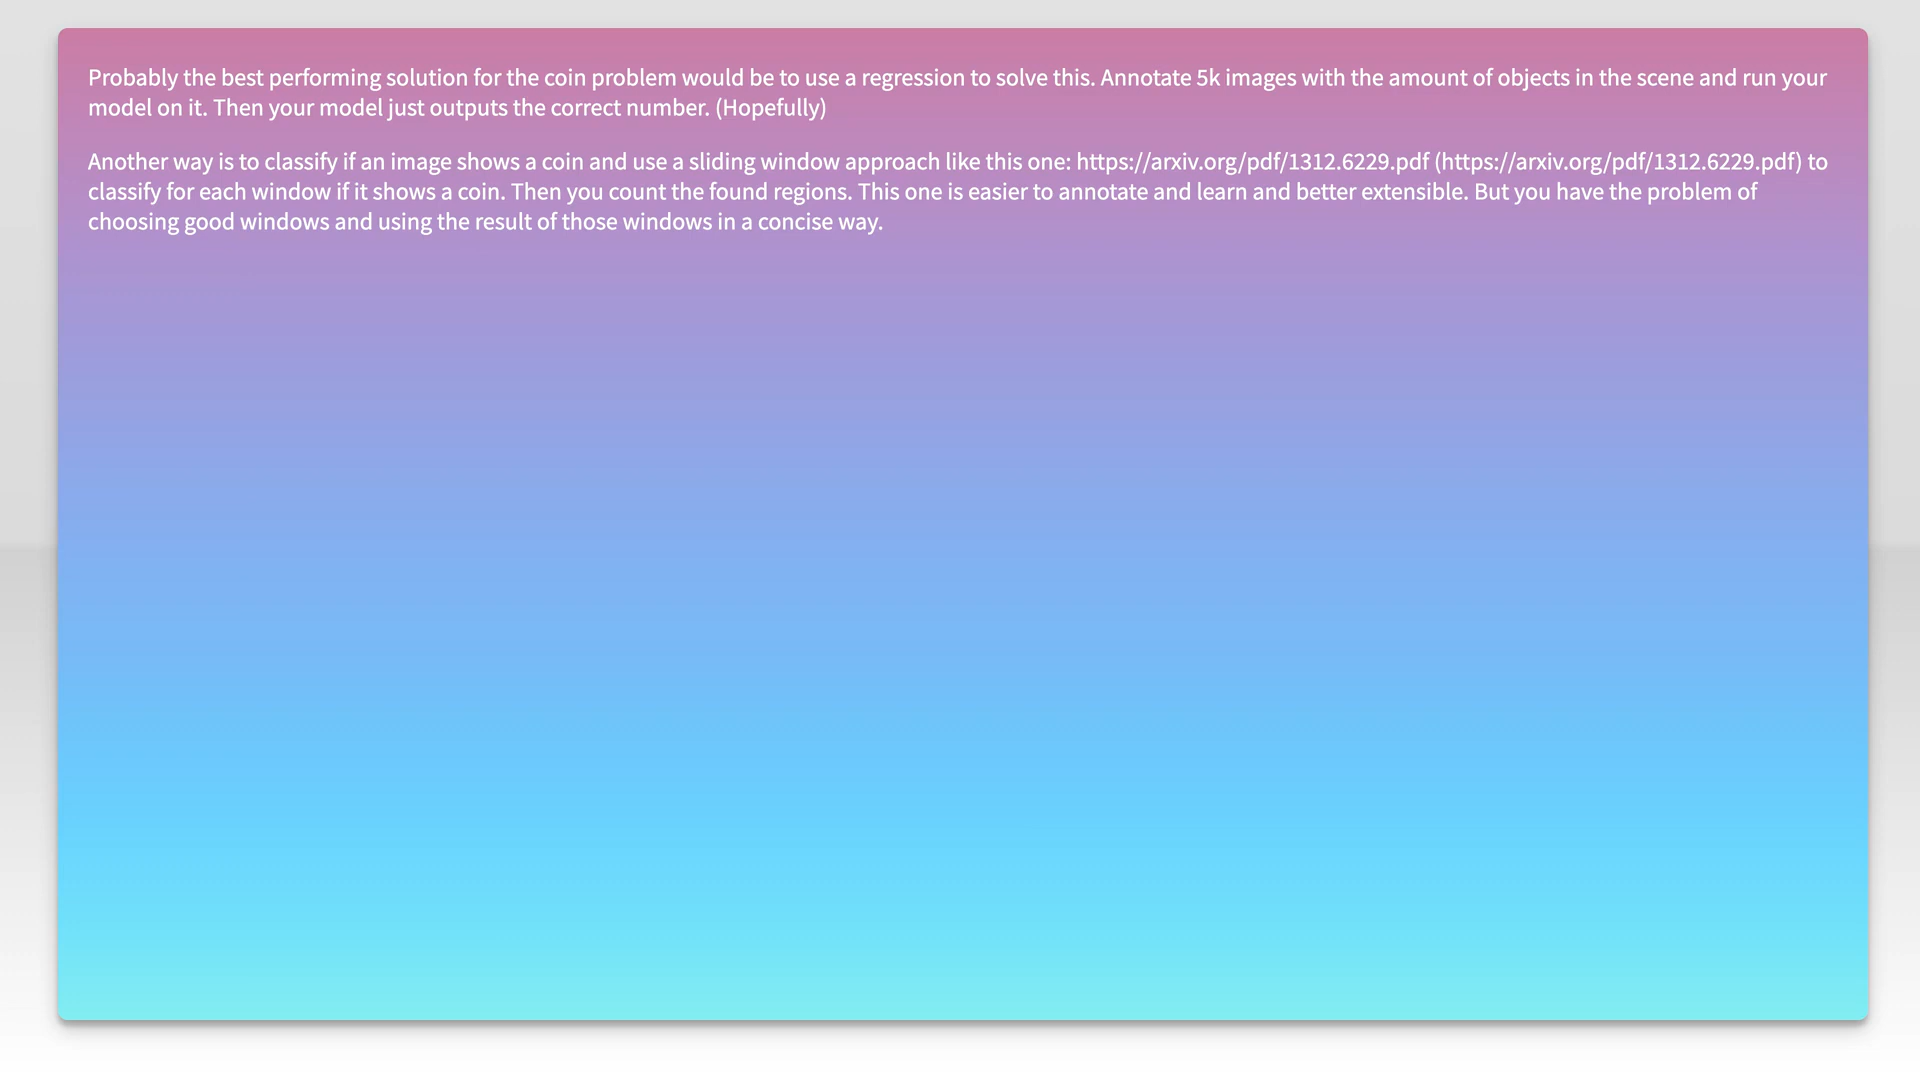 Probably the best performing solution for the coin problem would be to use a regression to solve this. Annotate 5k images with the amount of objects in the scene and run your
model on it. Then your model just outputs the correct number. (Hopefully)
Another way is to classify if an image shows a coin and use a sliding window approach like this one: https://arxiv.org/pdf/1312.6229.pdf (https://arxiv.org/pdf/1312.6229.pdf) to
classify for each window if it shows a coin. Then you count the found regions. This one is easier to annotate and learn and better extensible. But you have the problem of
choosing good windows and using the result of those windows in a concise way.